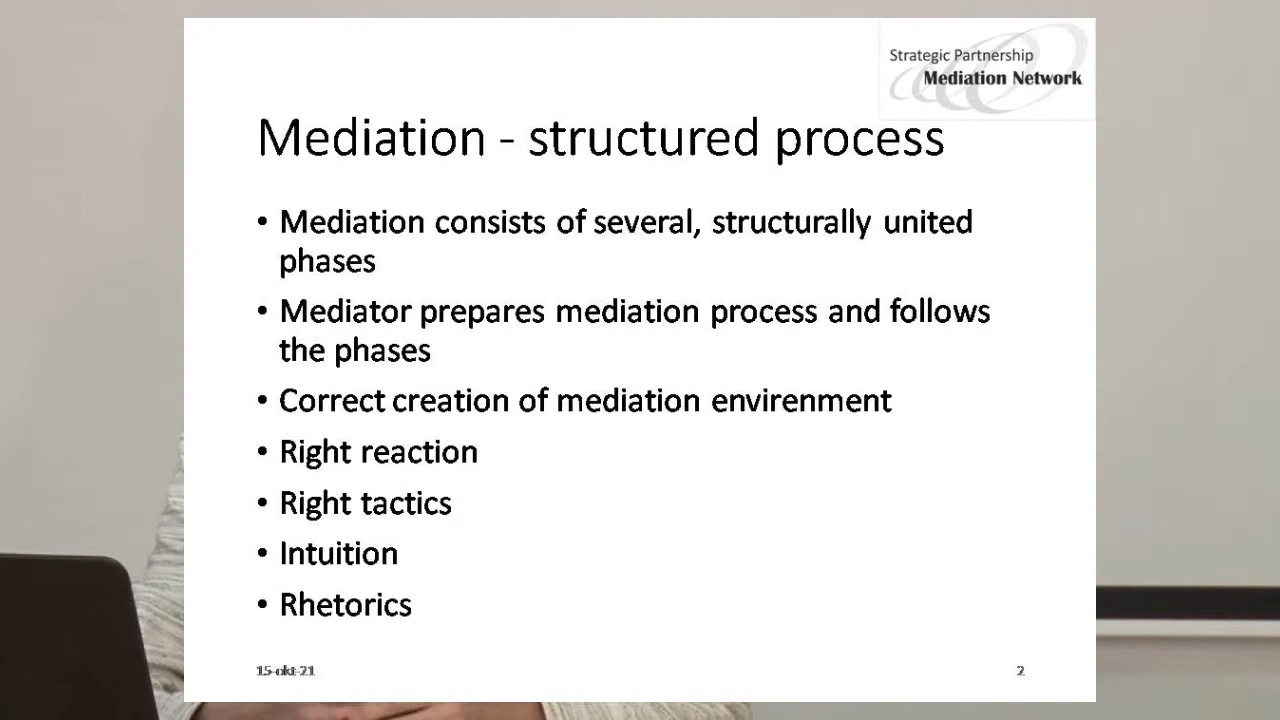 Strategic Partnership
Mediation Network
Mediation - structured process
• Mediation consists of several, structurally united
phases
• Mediator prepares mediation process and follows
the phases
• Correct creation of mediation envirenment
• Right reaction
• Right tactics
• Intuition
• Rhetorics
15-okt-21
2